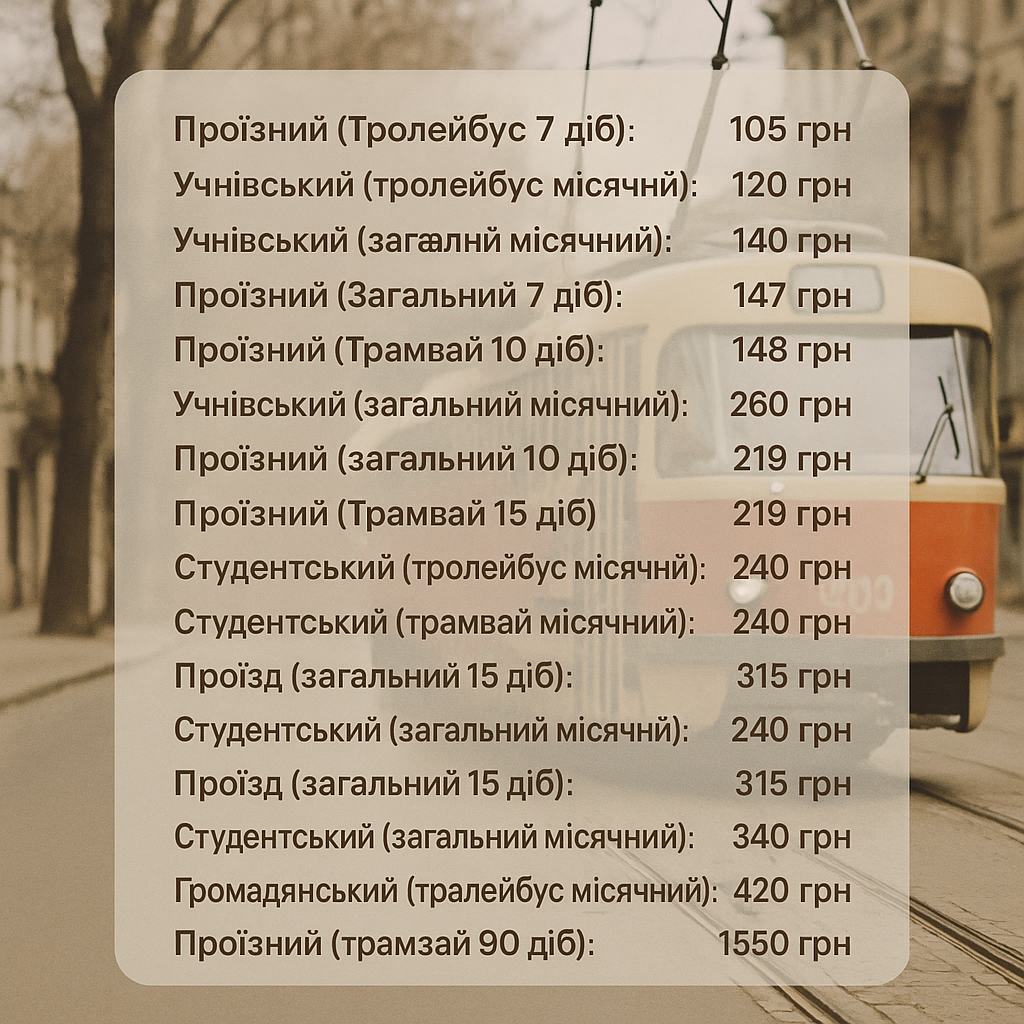 Проїзний (Тролейбус 7 діб): 105 грн
Учнівський (тролейбус місячнй): 120 грн
Учнівський (загæлнй місячний): 140 грн
Проїзний (Загальний 7 діб): 147 грн
Проїзний (Трамвай 10 діб): 148 грн
Учнівський (загальний місячний): 260 грн
Проїзний (загальний 10 діб): 219 грн
Проїзний (Трамвай 15 діб) 219 грн
Студентський (тролейбус місячнй): 240 грн
Студентський (трамвай місячний): 240 грн
Проїзд (загальний 15 діб): 315 грн
Студентський (загальний місячні): 240 грн
Проїзд (загальний 15 діб): 315 грн
Студентський (загальний місячний): 340 грн
Громадянський (тралейбус місячний): 420 грн
Проїзний (трамзай 90 діб): 1550 грн